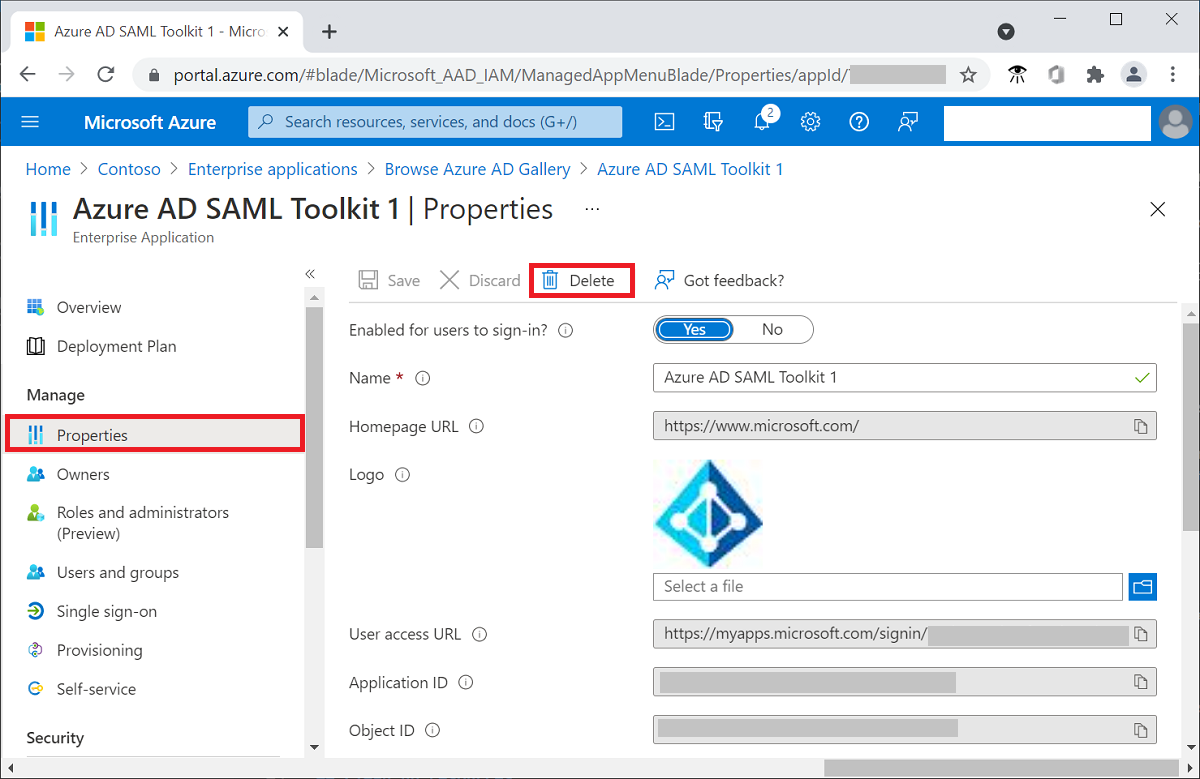 Azure AD SAML Toolkit 1 - Micro
portal.azure.com/#blade/Microsoft_AAD_IAM/ManagedAppMenuBlade/Properties/appId/
Microsoft Azure
Search resources, services, and docs (G+/)
2
Home > Contoso > Enterprise applications > Browse Azure AD Gallery > Azure AD SAML Toolkit 1
Azure AD SAML Toolkit 1 | Properties ...
Enterprise Application
«
Overview
Deployment Plan
Manage
Properties
Owners
Roles and administrators
(Preview)
Users and groups
Single sign-on
Provisioning
Self-service
Security
Save Discard Delete Got feedback?
Enabled for users to sign-in? Yes No
Name * Azure AD SAML Toolkit 1
Homepage URL https://www.microsoft.com/
Logo
Select a file
User access URL https://myapps.microsoft.com/signin/
Application ID
Object ID